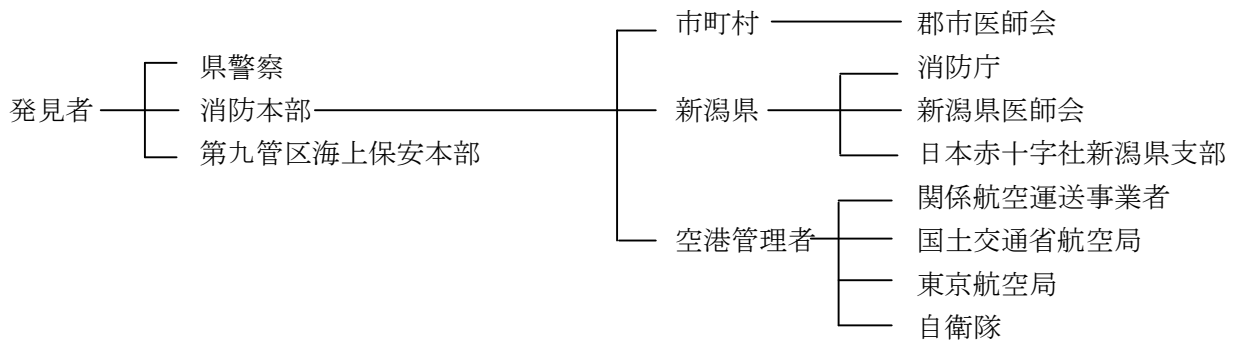 発見者
県警察
消防本部
第九管区海上保安本部
市町村
郡市医師会
新潟県
消防庁
新潟県医師会
日本赤十字社新潟県支部
空港管理者
関係航空運送事業者
国土交通省航空局
東京航空局
自衛隊